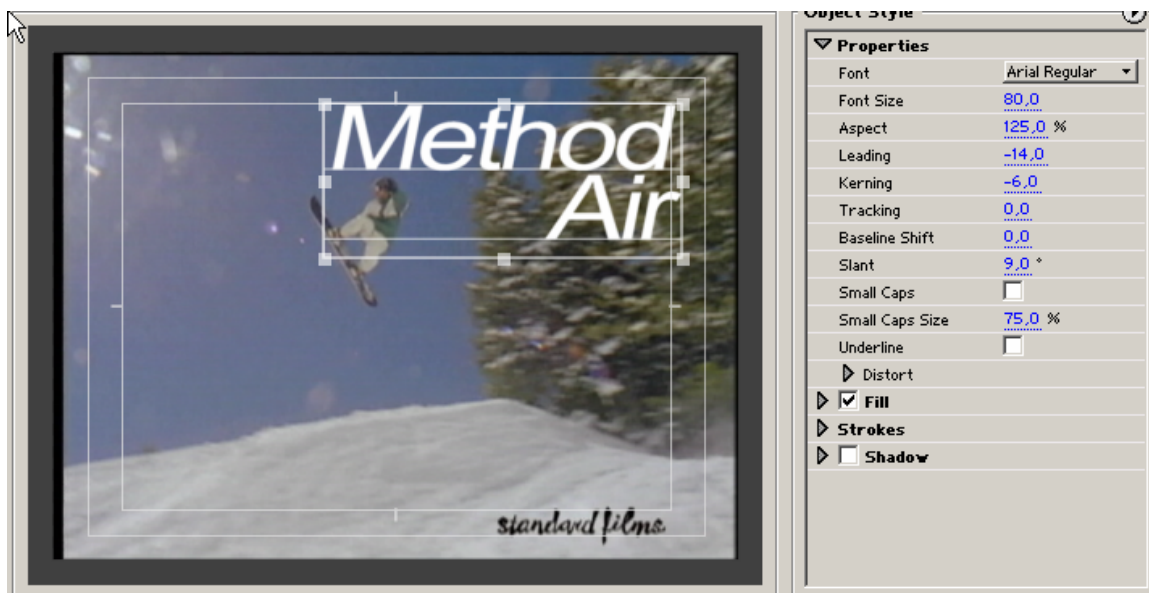 Method
Air
standard films
Object Style
Properties
Font Arial Regular
Font Size 80,0
Aspect 125,0 %
Leading -14,0
Kerning -6,0
Tracking 0,0
Baseline Shift 0,0
Slant 9,0 °
Small Caps
Small Caps Size 75,0 %
Underline
Distort
Fill
Strokes
Shadow